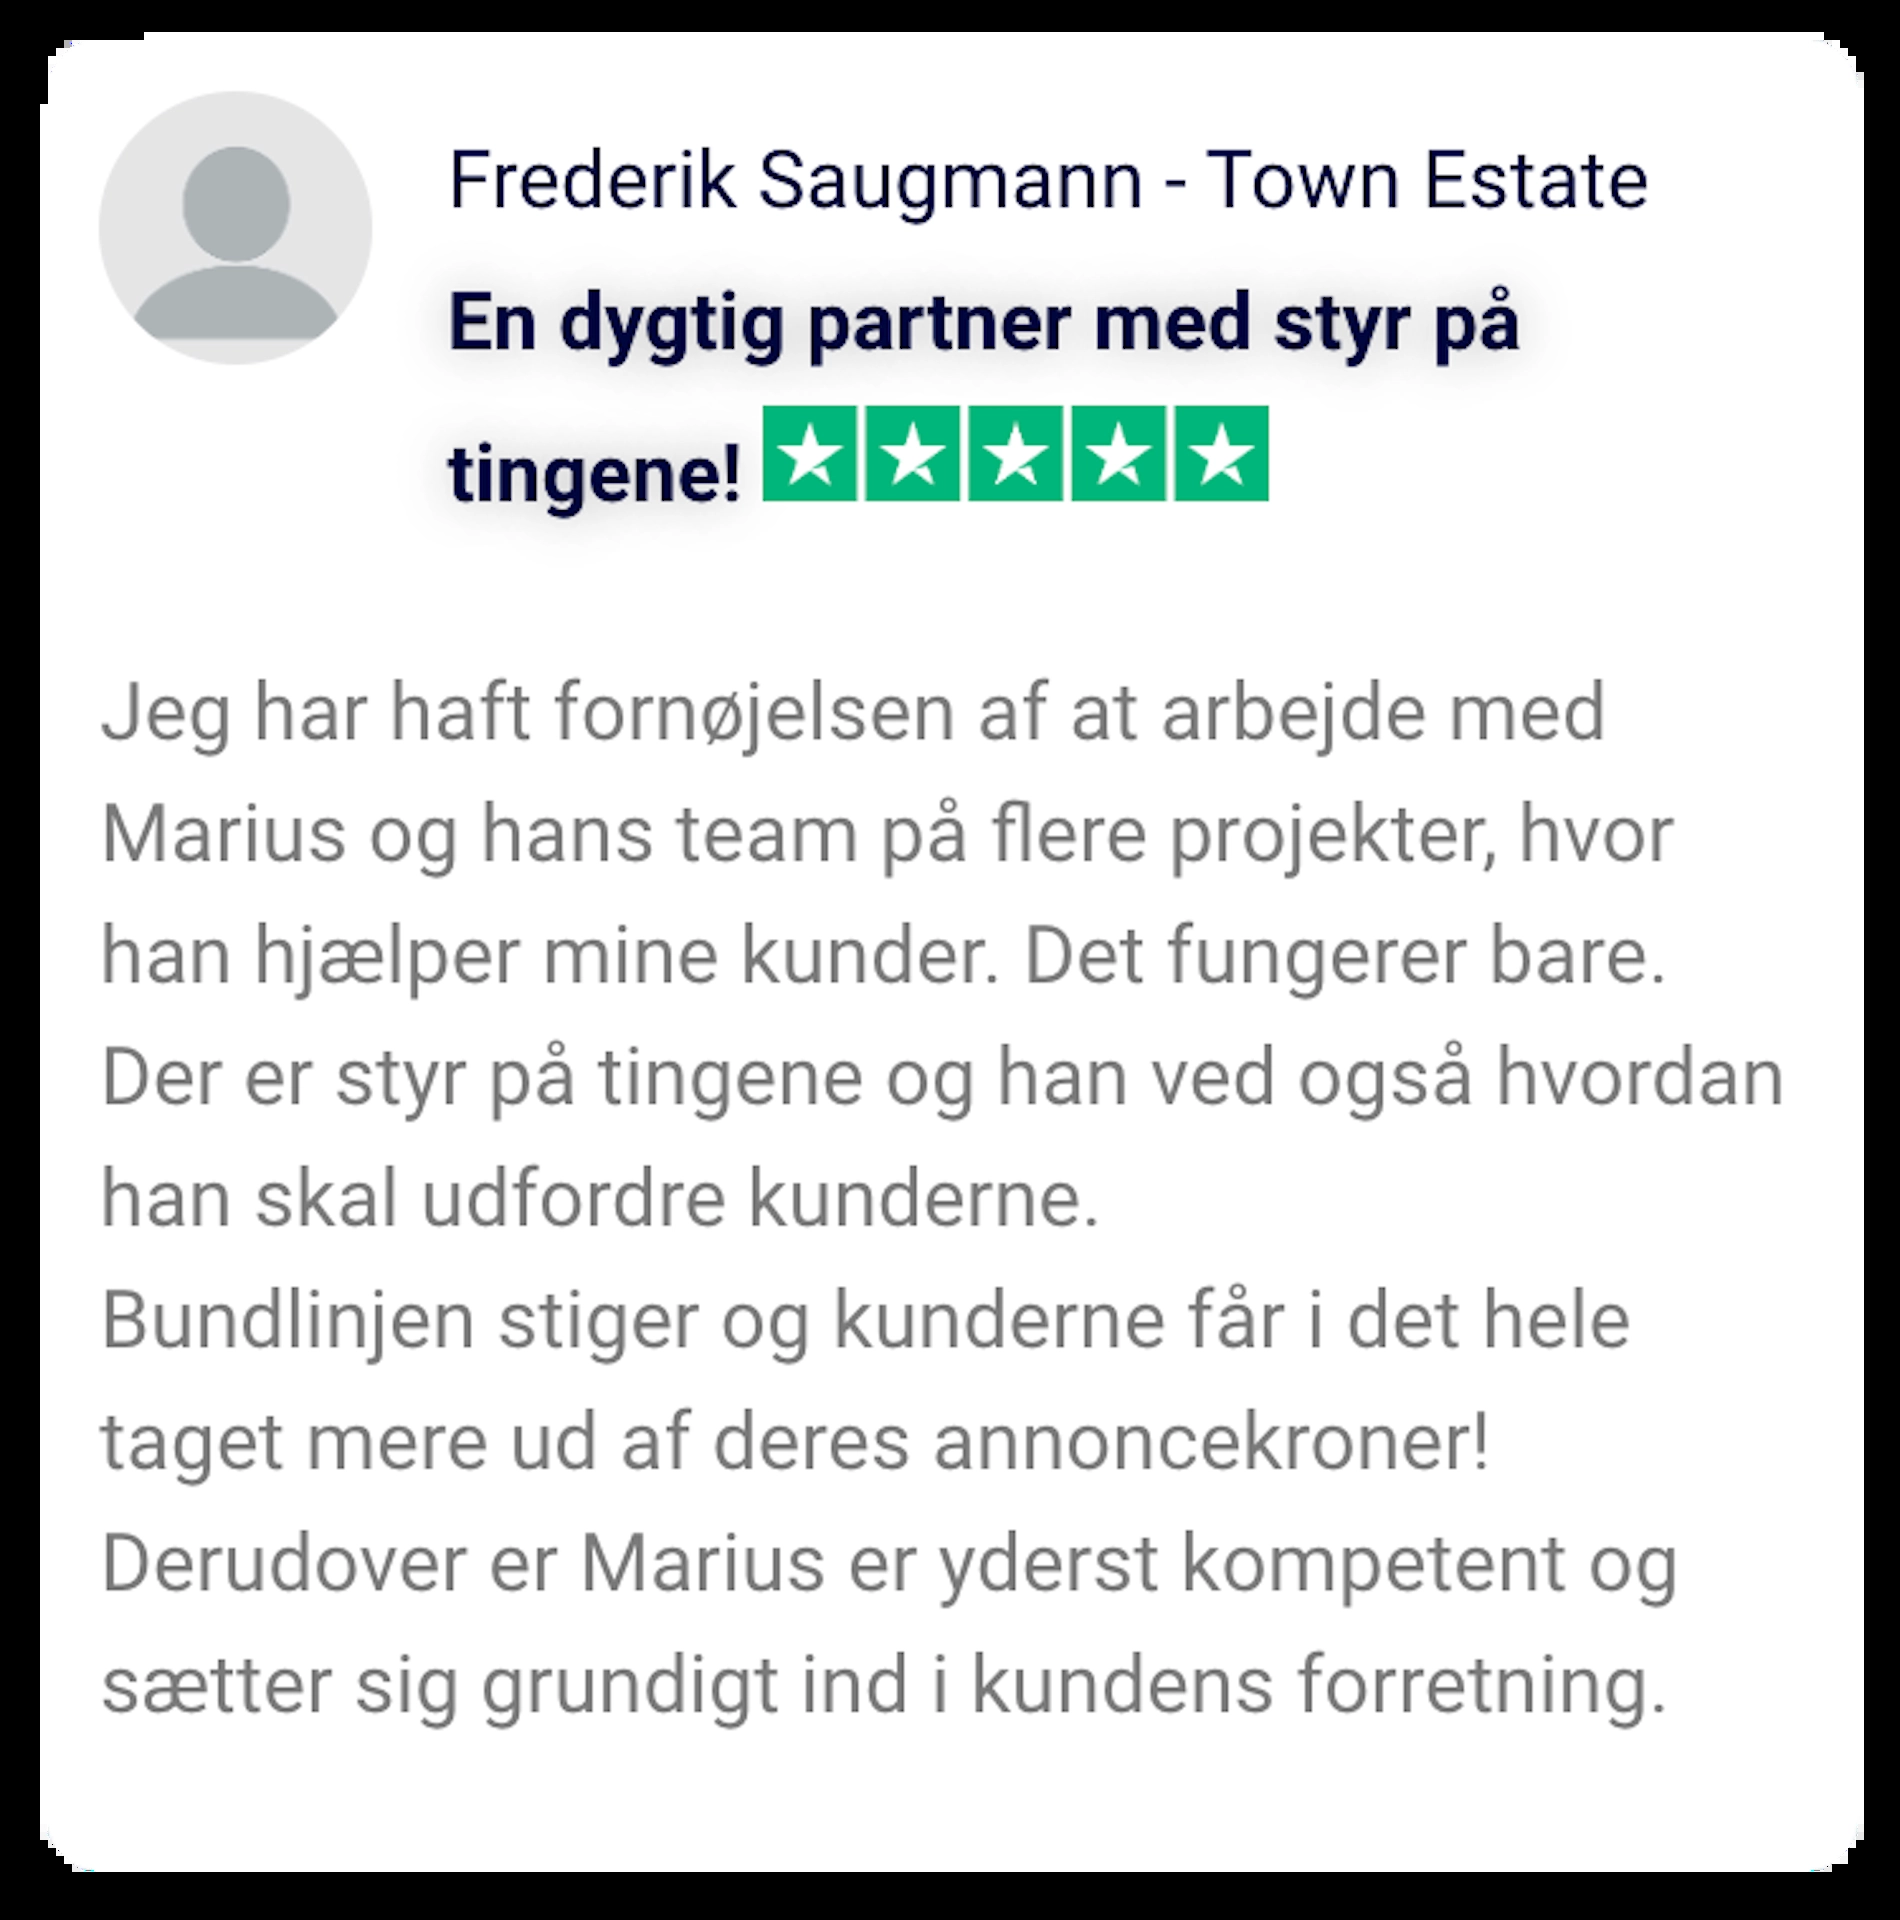 Frederik Saugmann - Town Estate
En dygtig partner med styr på
tingene!
Jeg har haft fornøjelsen af at arbejde med
Marius og hans team på flere projekter, hvor
han hjælper mine kunder. Det fungerer bare.
Der er styr på tingene og han ved også hvordan
han skal udfordre kunderne.
Bundlinjen stiger og kunderne får i det hele
taget mere ud af deres annoncekroner!
Derudover er Marius er yderst kompetent og
sætter sig grundigt ind i kundens forretning.